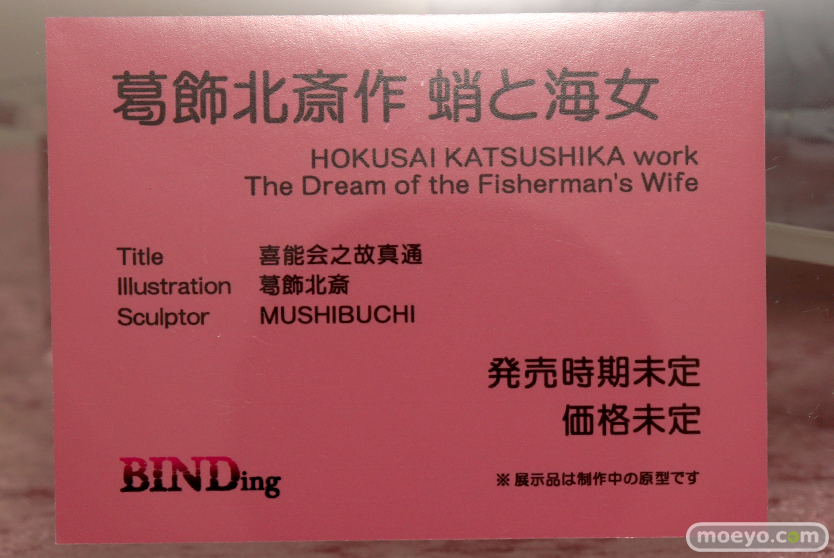 葛飾北斎作 蛸と海女
HOKUSAI KATSUSHIKA work
The Dream of the Fisherman's Wife
Title 喜能会之故真通
Illustration 葛飾北斎
Sculptor MUSHIBUCHI
発売時期未定
価格未定
BINDing
※展示品は制作中の原型です
moeyo.com